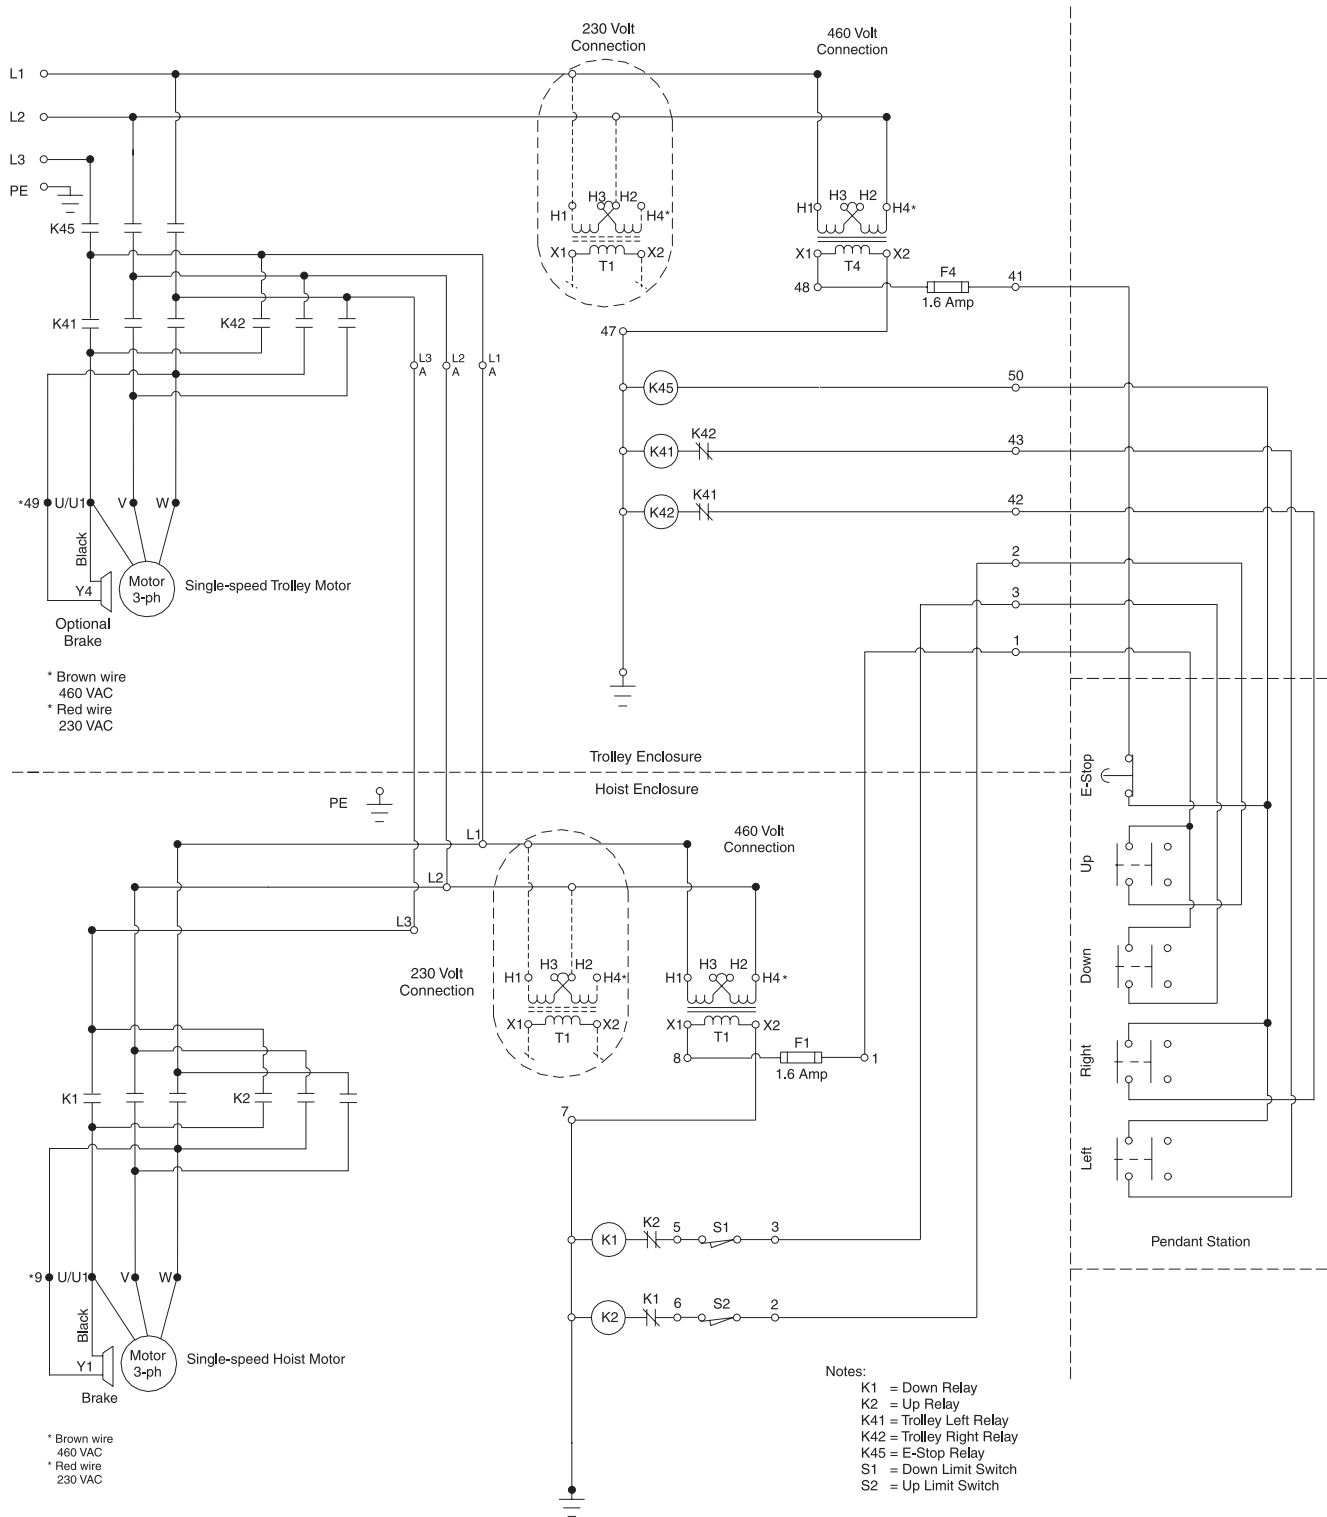 230 Volt
Connection
460 Volt
Connection
L1
L2
L3
PE
H1
H3
H2
H4*
X1
X2
T1
H1
H3
H2
H4*
X1
X2
T4
K45
48
F4
1.6 Amp
41
K41
K42
47
L3
A
L2
A
L1
A
K45
50
K41
K42
43
K42
K41
42
2
3
1
*49
U/U1
V
W
Black
Y4
Motor
3-ph
Single-speed Trolley Motor
Optional
Brake
* Brown wire
460 VAC
* Red wire
230 VAC
Trolley Enclosure
Hoist Enclosure
PE
E-Stop
Up
Down
Right
Left
Pendant Station
L1
L2
L3
460 Volt
Connection
230 Volt
Connection
H1
H3
H2
H4*
X1
X2
T1
H1
H3
H2
H4*
X1
X2
T1
8
F1
1.6 Amp
1
K1
K2
7
K1
K2
5
S1
3
K2
K1
6
S2
2
*9
U/U1
V
W
Black
Y1
Motor
3-ph
Single-speed Hoist Motor
Brake
* Brown wire
460 VAC
* Red wire
230 VAC
Notes:
K1 = Down Relay
K2 = Up Relay
K41 = Trolley Left Relay
K42 = Trolley Right Relay
K45 = E-Stop Relay
S1 = Down Limit Switch
S2 = Up Limit Switch